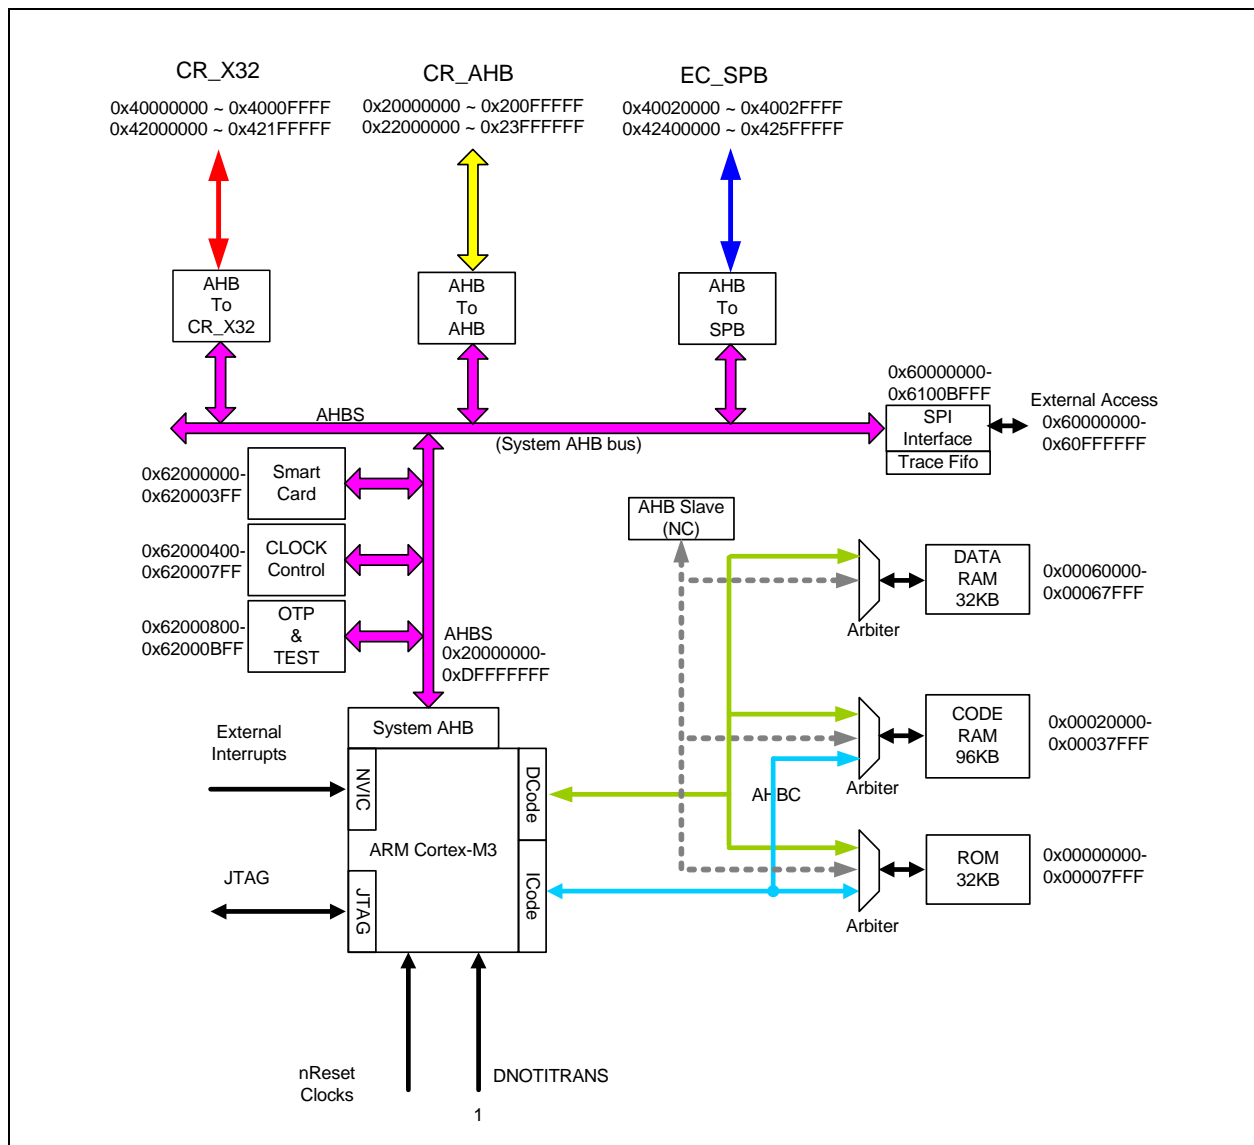 CR_X32
0x40000000 ~ 0x4000FFFF
0x42000000 ~ 0x421FFFFF
CR_AHB
0x20000000 ~ 0x200FFFFF
0x22000000 ~ 0x23FFFFFF
EC_SPB
0x40020000 ~ 0x4002FFFF
0x42400000 ~ 0x425FFFFF
AHB
To
CR_X32
AHB
To
AHB
AHB
To
SPB
0x60000000-
0x6100BFFF
SPI
Interface
Trace Fifo
External Access
0x60000000-
0x60FFFFFF
AHBS
(System AHB bus)
0x62000000-
0x620003FF
Smart
Card
0x62000400-
0x620007FF
CLOCK
Control
0x62000800-
0x62000BFF
OTP
&
TEST
AHBS
0x20000000-
0xDFFFFFFF
AHB Slave
(NC)
Arbiter
DATA
RAM
32KB
0x00060000-
0x00067FFF
Arbiter
CODE
RAM
96KB
0x00020000-
0x00037FFF
AHBC
Arbiter
ROM
32KB
0x00000000-
0x00007FFF
System AHB
External
Interrupts
NVIC
DCode
ARM Cortex-M3
JTAG
JTAG
ICode
nReset
Clocks
DNOTITRANS
1